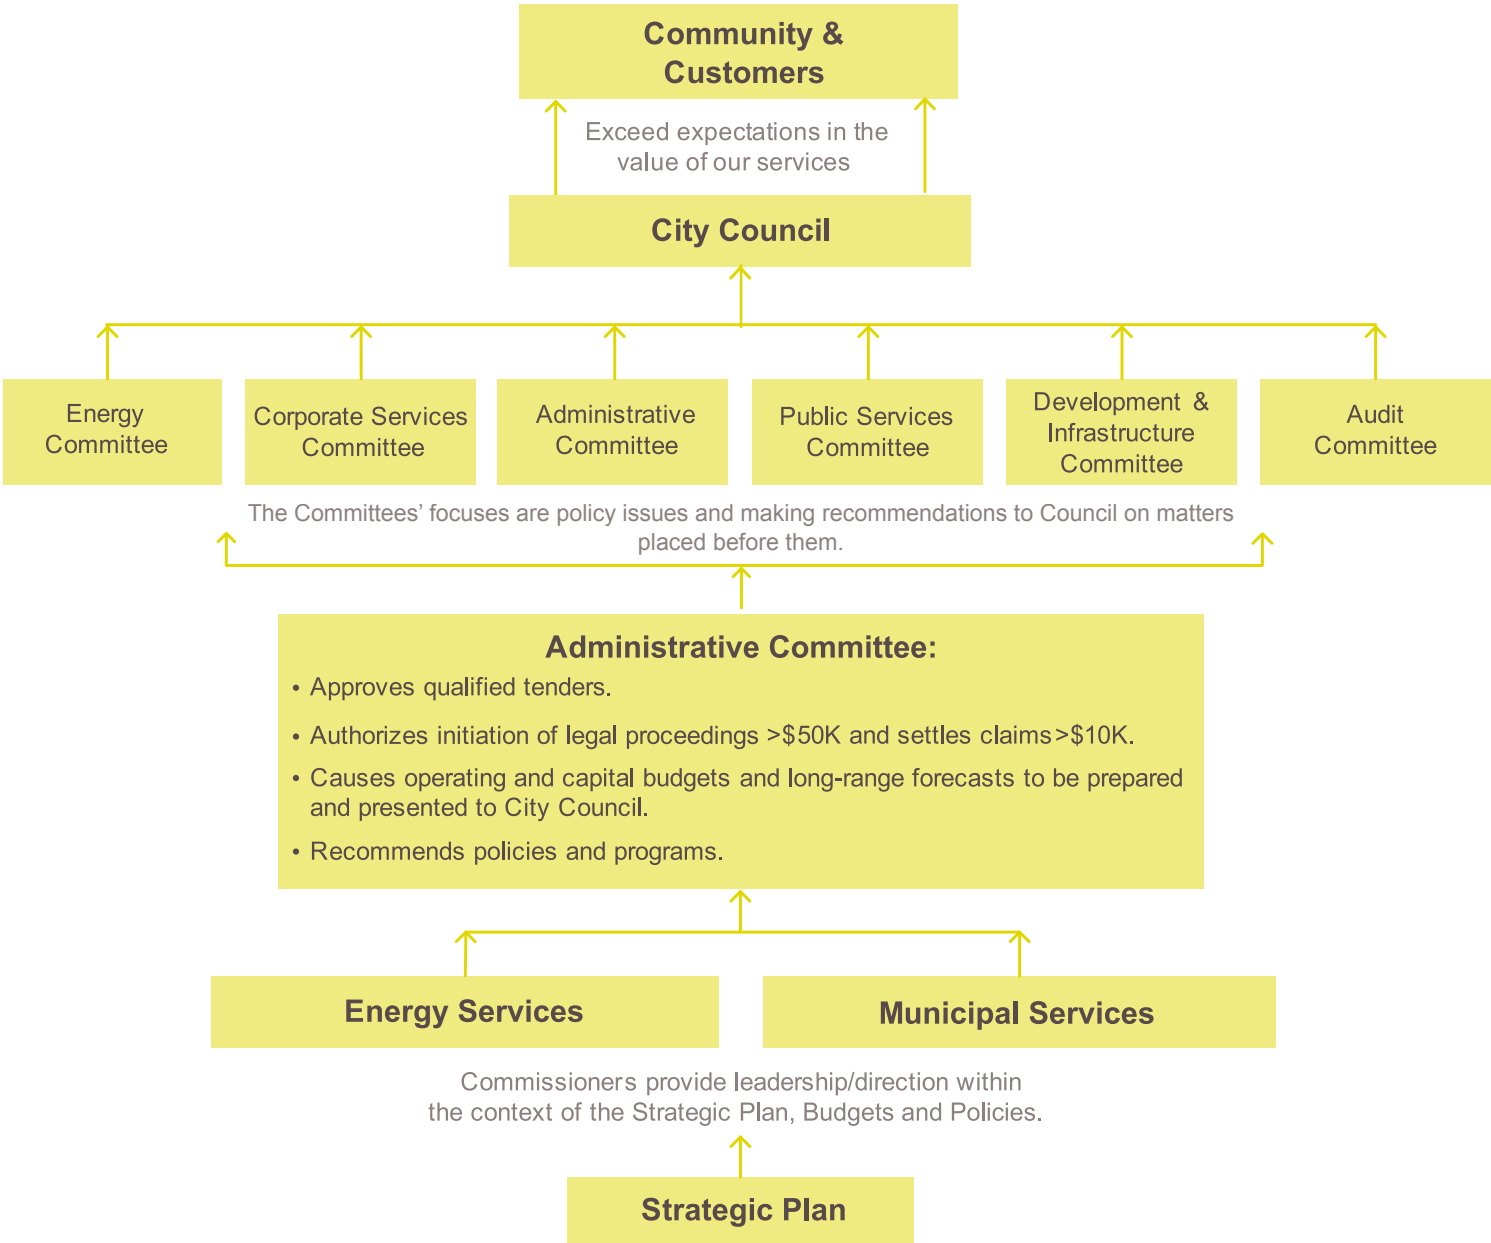 Community &
Customers
Exceed expectations in the
value of our services
City Council
Energy
Committee
Corporate Services
Committee
Administrative
Committee
Public Services
Committee
Development &
Infrastructure
Committee
Audit
Committee
The Committees’ focuses are policy issues and making recommendations to Council on matters
placed before them.
Administrative Committee:
• Approves qualified tenders.
• Authorizes initiation of legal proceedings >$50K and settles claims>$10K.
• Causes operating and capital budgets and long-range forecasts to be prepared
and presented to City Council.
• Recommends policies and programs.
Energy Services
Municipal Services
Commissioners provide leadership/direction within
the context of the Strategic Plan, Budgets and Policies.
Strategic Plan